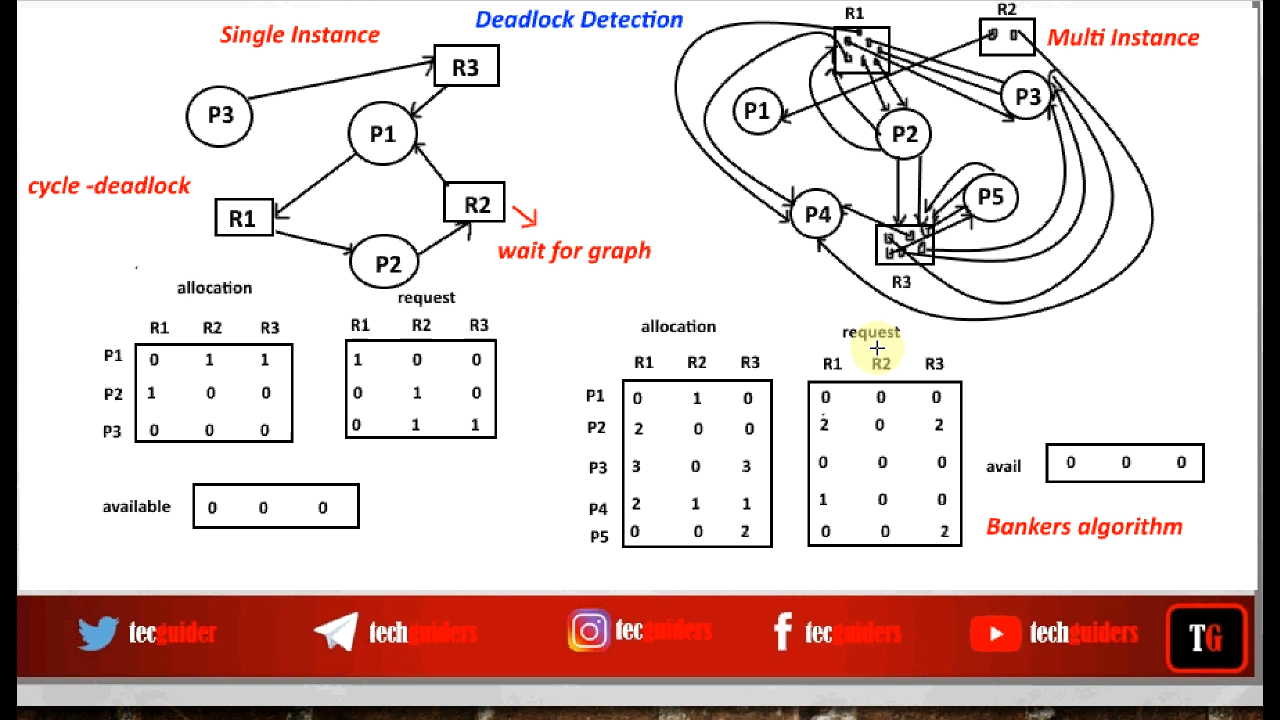 Deadlock Detection
Single Instance
R3
P3
P1
cycle -deadlock
R1
R2
wait for graph
P2
R1
R2
Multi Instance
P1
P2
P3
P4
P5
R3
allocation
request
R1 R2 R3
R1 R2 R3
P1 0 1 1
1 0 0
P2 1 0 0
0 1 0
P3 0 0 0
0 1 1
available 0 0 0
allocation
request
R1 R2 R3
R1 R2 R3
P1 0 1 0
0 0 0
P2 2 0 0
2 0 2
P3 3 0 3
0 0 0
P4 2 1 1
1 0 0
P5 0 0 2
0 0 2
avail 0 0 0
Bankers algorithm
tecguider
techguiders
tecguiders
tecguiders
techguiders
TG